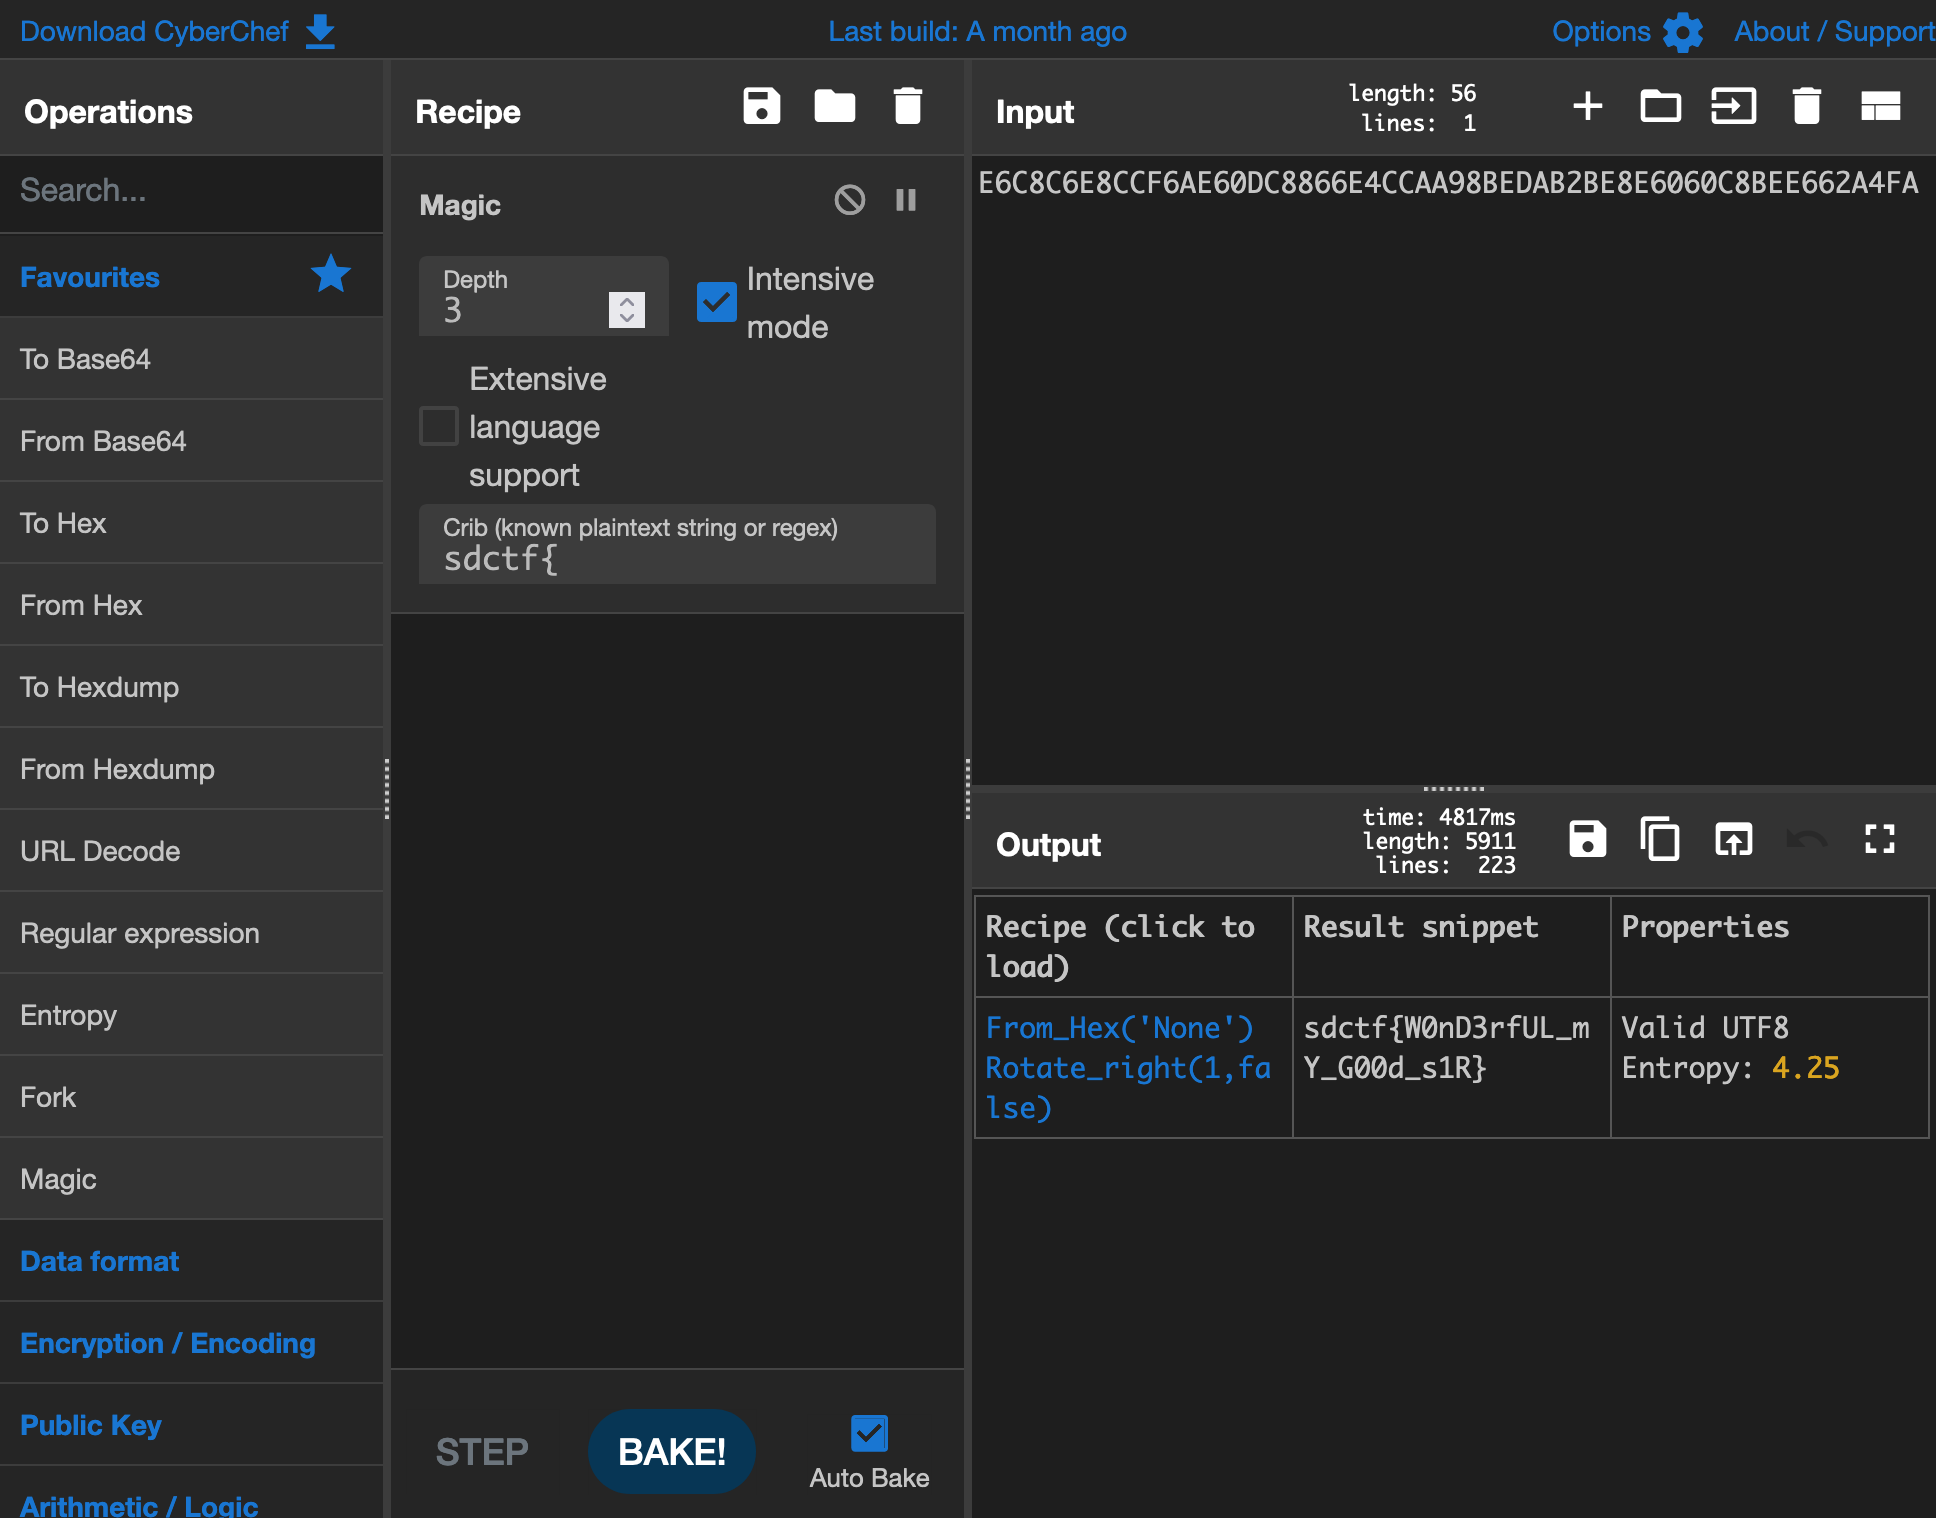 Download CyberChef
Last build: A month ago
Options
About / Support
Operations
Search...
Favourites
To Base64
From Base64
To Hex
From Hex
To Hexdump
From Hexdump
URL Decode
Regular expression
Entropy
Fork
Magic
Data format
Encryption / Encoding
Public Key
Arithmetic / Logic
Recipe
Magic
Depth
3
Intensive
mode
Extensive
language
support
Crib (known plaintext string or regex)
sdctf{
STEP
BAKE!
Auto Bake
Input
length: 56
lines: 1
E6C8C6E8CCF6AE60DC8866E4CCAA98BEDAB2BE8E6060C8BEE662A4FA
Output
time: 4817ms
length: 5911
lines: 223
Recipe (click to
load)
Result snippet
Properties
From_Hex('None')
Rotate_right(1,fa
lse)
sdctf{W0nD3rfUL_m
Y_G00d_s1R}
Valid UTF8
Entropy: 4.25